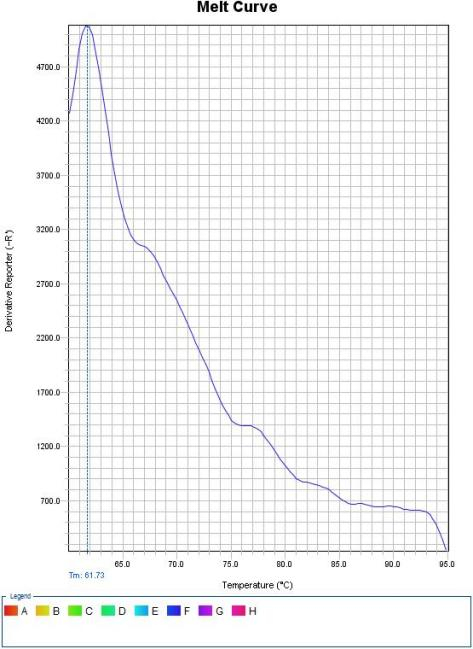 Melt Curve
Derivative Reporter (-R')
4700.0
4200.0
3700.0
3200.0
2700.0
2200.0
1700.0
1200.0
700.0
65.0 70.0 75.0 80.0 85.0 90.0 95.0
Tm: 61.73
Temperature (°C)
Legend
A B C D E F G H